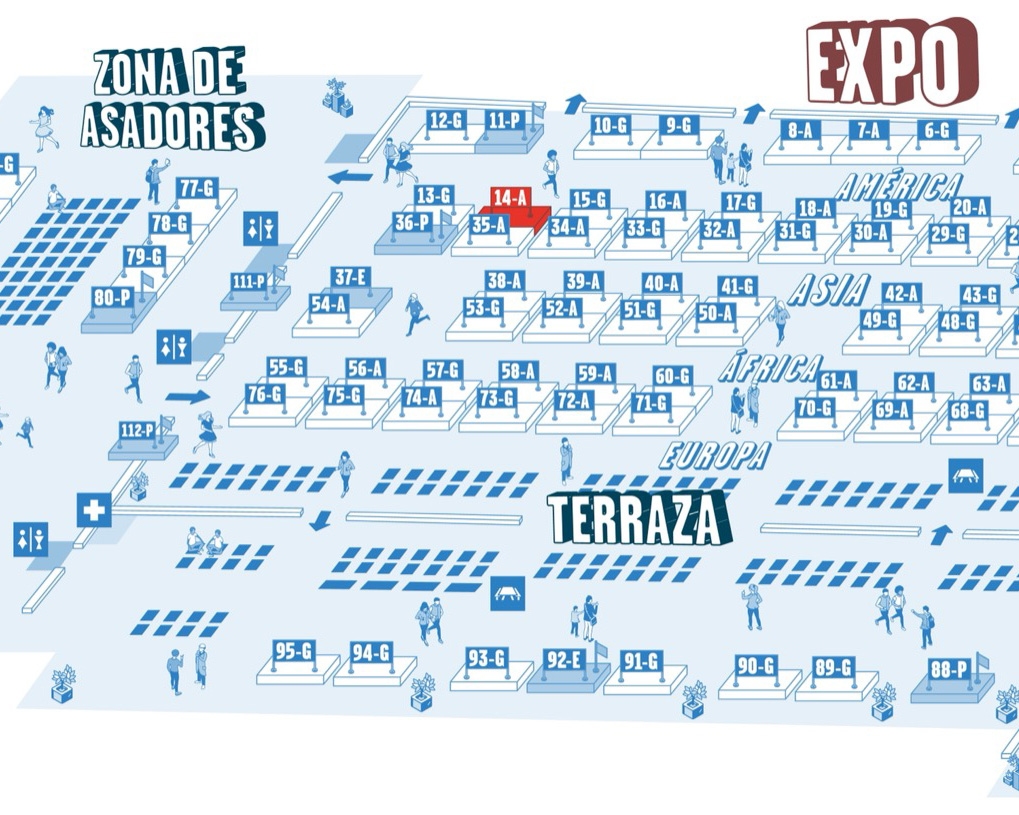 ZONA DE
ASADORES
EXPO
12-G 11-P 10-G 9-G 8-A 7-A 6-G
AMÉRICA
-G
77-G
78-G
79-G
80-P
13-G 14-A 15-G 16-A 17-G 18-A 19-G 20-A
36-P 35-A 34-A 33-G 32-A 31-G 30-A 29-G
ASIA
111-P
37-E 38-A 39-A 40-A 41-G 42-A 43-G
54-A 53-G 52-A 51-G 50-A 49-G 48-G
ÁFRICA
55-G 56-A 57-G 58-A 59-A 60-G 61-A 62-A 63-A
76-G 75-G 74-A 73-G 72-A 71-G 70-G 69-A 68-G
112-P
EUROPA
TERRAZA
95-G 94-G 93-G 92-E 91-G 90-G 89-G 88-P